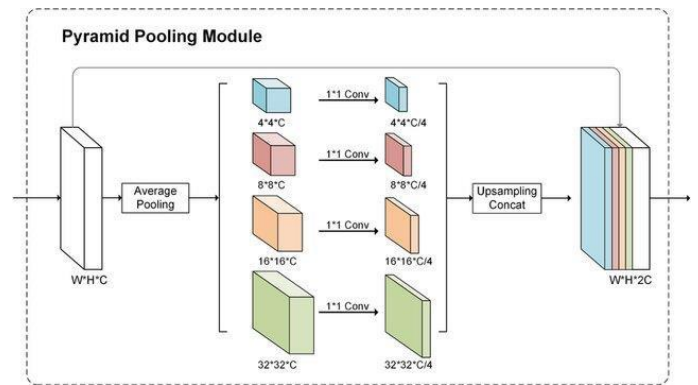 Pyramid Pooling Module
1*1 Conv
4*4*C
4*4*C/4
1*1 Conv
8*8*C
8*8*C/4
Average
Pooling
Upsampling
Concat
1*1 Conv
16*16*C
16*16*C/4
W*H*C
W*H*2C
1*1 Conv
32*32*C
32*32*C/4